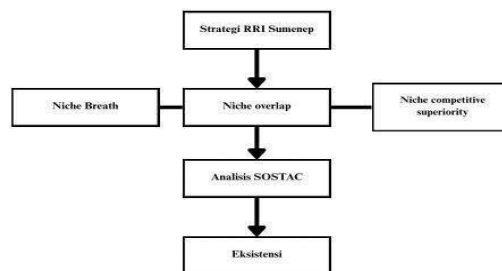 Strategi RRI Sumenep
Niche Breath
Niche overlap
Niche competitive
superiority
Analisis SOSTAC
Eksistensi